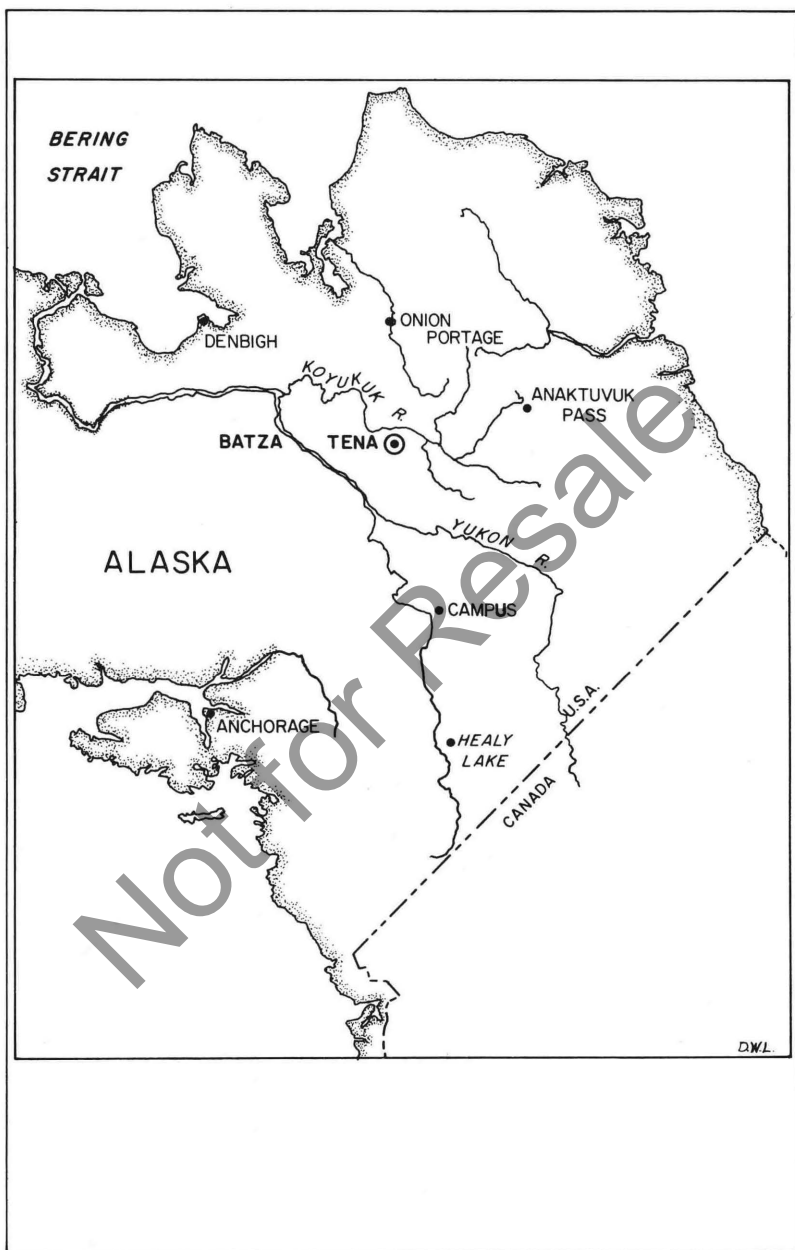 BERING
STRAIT
DENBIGH
ONION
PORTAGE
KOYUKUK R.
ANAKTUVUK
PASS
BATZA TENA
YUKON R.
ALASKA
CAMPUS
U.S.A.
ANCHORAGE
HEALY
LAKE
CANADA
D.W.L.
Not for Resale